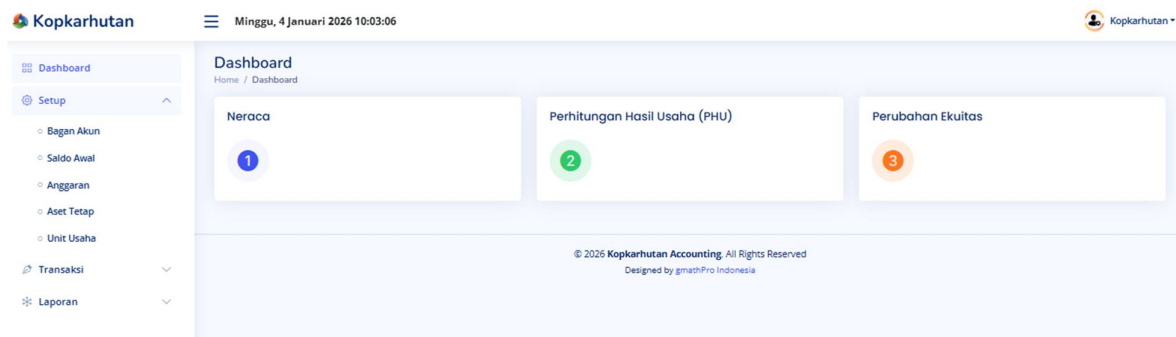 Kopkarhutan
Minggu, 4 Januari 2026 10:03:06
Kopkarhutan
Dashboard
Setup
Bagan Akun
Saldo Awal
Anggaran
Aset Tetap
Unit Usaha
Transaksi
Laporan
Dashboard
Home / Dashboard
Neraca
1
Perhitungan Hasil Usaha (PHU)
2
Perubahan Ekuitas
3
© 2026 Kopkarhutan Accounting. All Rights Reserved
Designed by gmathPro Indonesia